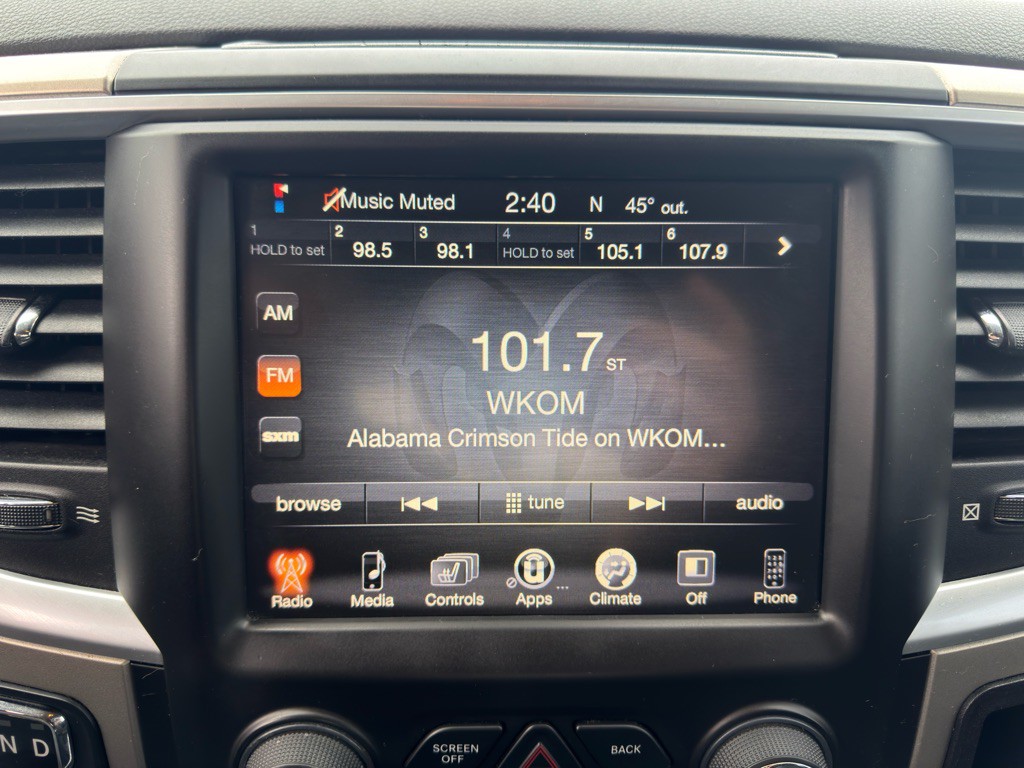 Music Muted 2:40 N 45° out.
1 2 3 4 5 6
HOLD to set 98.5 98.1 HOLD to set 105.1 107.9
AM
101.7 ST
FM
WKOM
sxm
Alabama Crimson Tide on WKOM...
browse tune audio
Radio Media Controls Apps ... Climate Off Phone
N D
SCREEN OFF
BACK